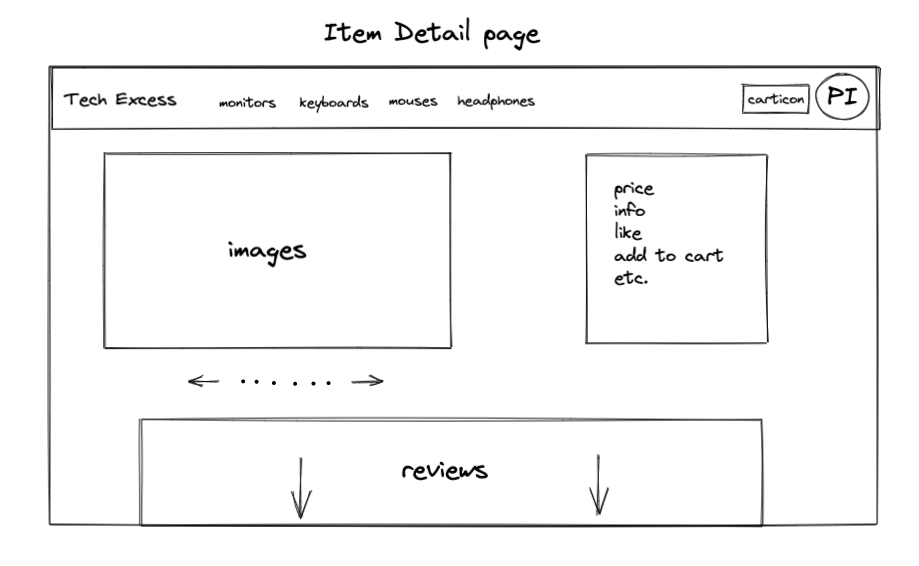 Item Detail page
Tech Excess monitors keyboards mouses headphones carticon PI
images
price
info
like
add to cart
etc.
reviews